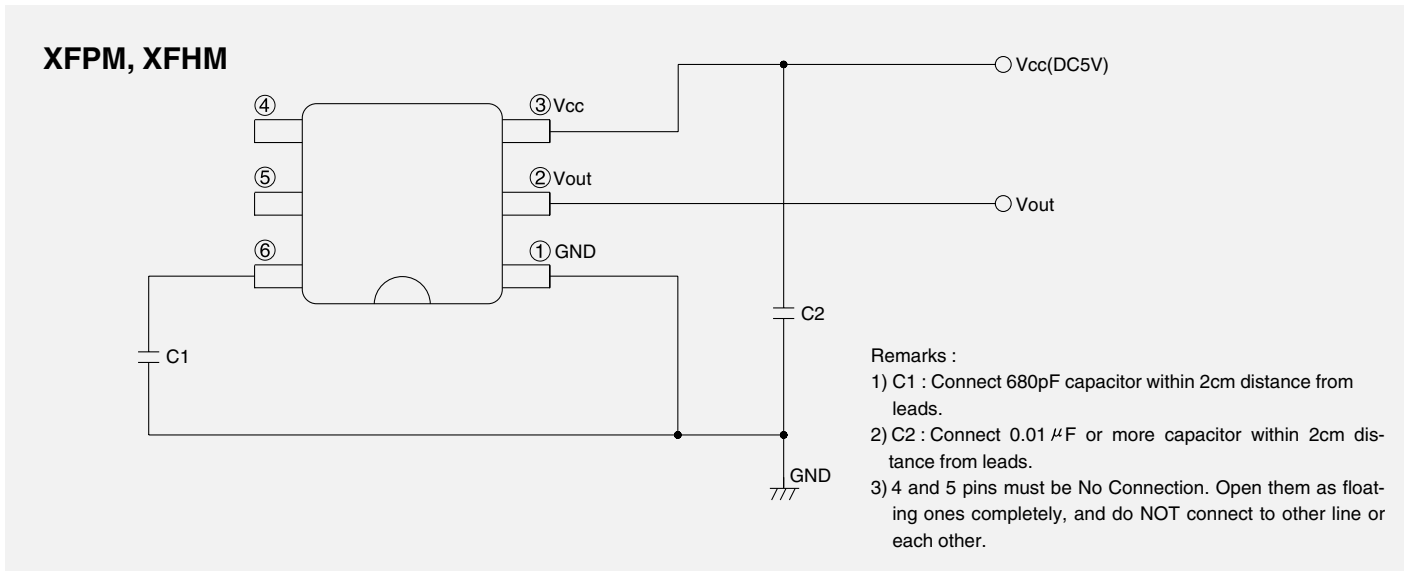 XFPM, XFHM
Vcc(DC5V)
④
③Vcc
⑤
②Vout
Vout
⑥
①GND
C2
C1
GND
Remarks :
1) C1 : Connect 680pF capacitor within 2cm distance from
leads.
2) C2 : Connect 0.01 μF or more capacitor within 2cm dis-
tance from leads.
3) 4 and 5 pins must be No Connection. Open them as float-
ing ones completely, and do NOT connect to other line or
each other.